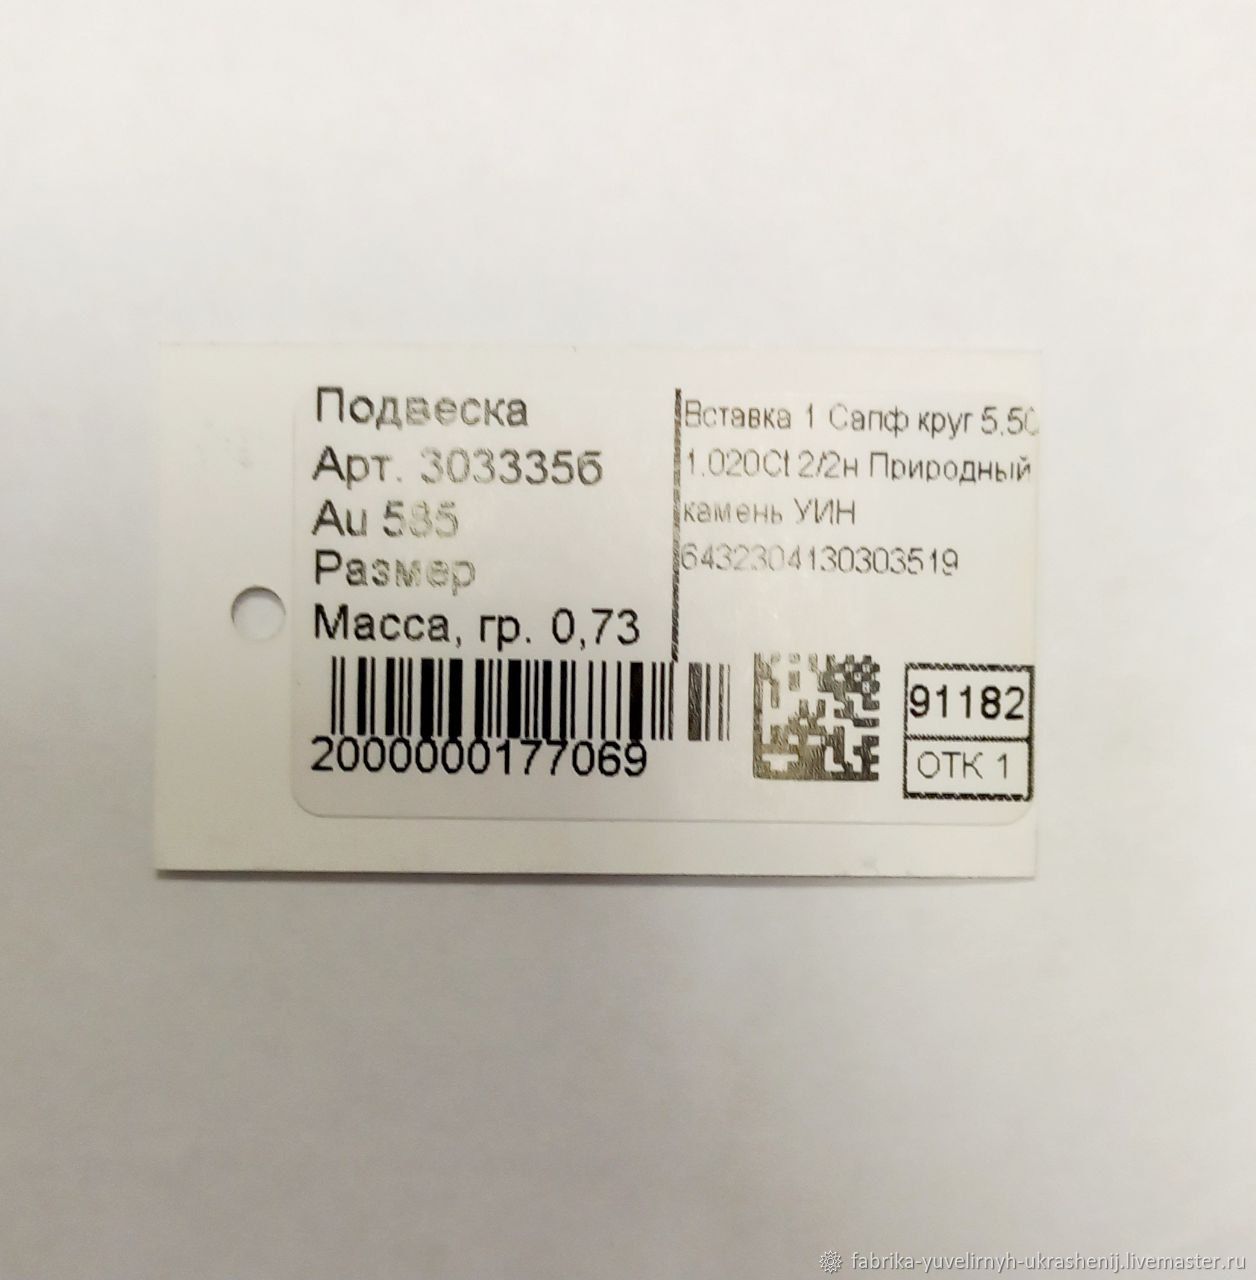 Подвеска
Арт. 3033356
Au 585
Размер
Масса, гр. 0,73
2000000177069
Вставка 1 Сапф круг 5.50
1.020Ct 2/2н Природный
камень УИН
6432304130303519
91182
ОТК 1
fabrika-yuvelirnyh-ukrashenij.livemaster.ru